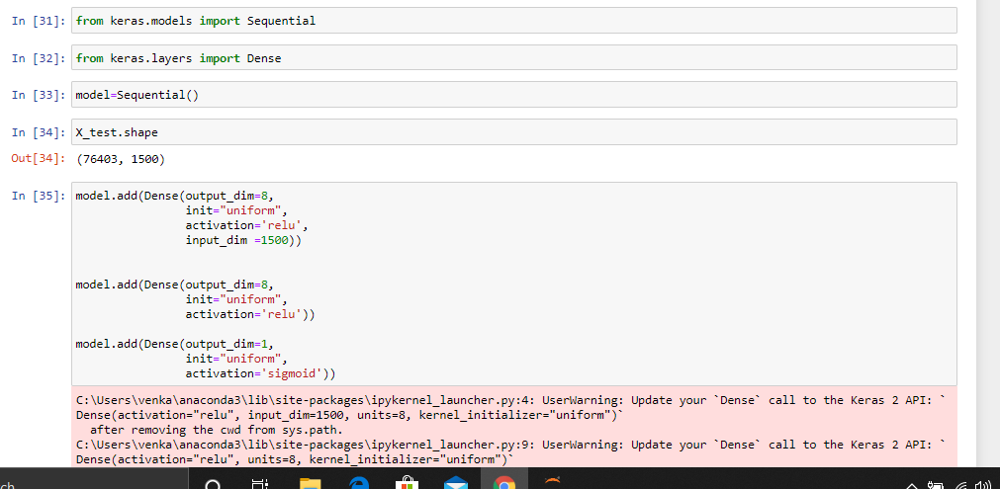 In [31]: from keras.models import Sequential
In [32]: from keras.layers import Dense
In [33]: model=Sequential()
In [34]: X_test.shape
Out[34]: (76403, 1500)
In [35]: model.add(Dense(output_dim=8,
init="uniform",
activation='relu',
input_dim =1500))
model.add(Dense(output_dim=8,
init="uniform",
activation='relu'))
model.add(Dense(output_dim=1,
init="uniform",
activation='sigmoid'))
C:\Users\venka\anaconda3\lib\site-packages\ipykernel_launcher.py:4: UserWarning: Update your `Dense` call to the Keras 2 API: `
Dense(activation="relu", input_dim=1500, units=8, kernel_initializer="uniform")`
after removing the cwd from sys.path.
C:\Users\venka\anaconda3\lib\site-packages\ipykernel_launcher.py:9: UserWarning: Update your `Dense` call to the Keras 2 API: `
Dense(activation="relu", units=8, kernel_initializer="uniform")`
ch